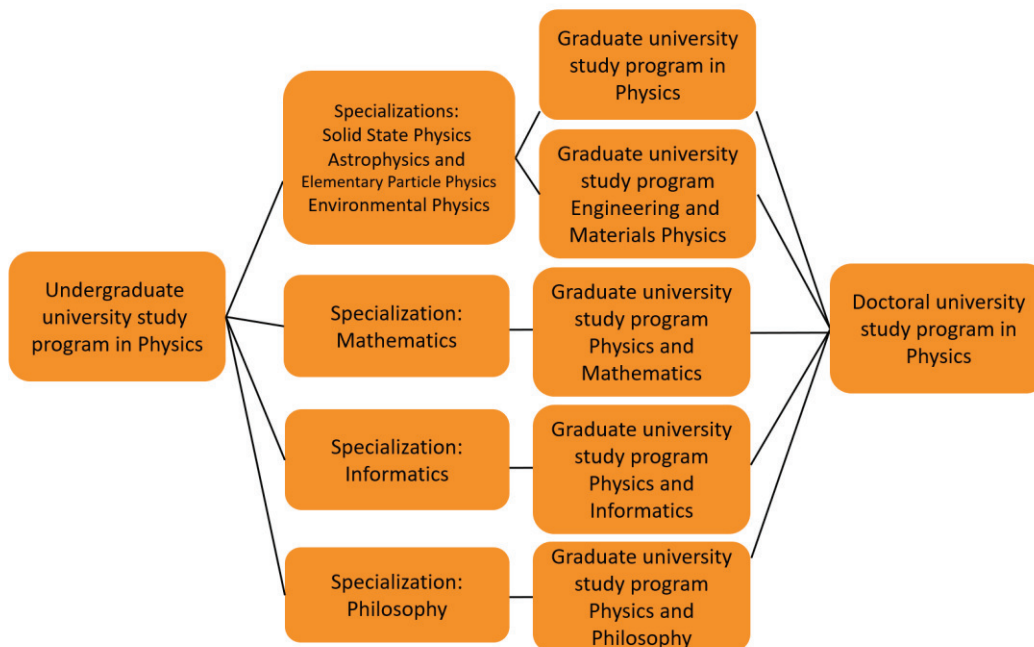 Undergraduate
university study
program in Physics
Specializations:
Solid State Physics
Astrophysics and
Elementary Particle Physics
Environmental Physics
Specialization:
Mathematics
Specialization:
Informatics
Specialization:
Philosophy
Graduate university
study program in
Physics
Graduate university
study program
Engineering and
Materials Physics
Graduate university
study program
Physics and
Mathematics
Graduate university
study program
Physics and
Informatics
Graduate university
study program
Physics and
Philosophy
Doctoral university
study program in
Physics